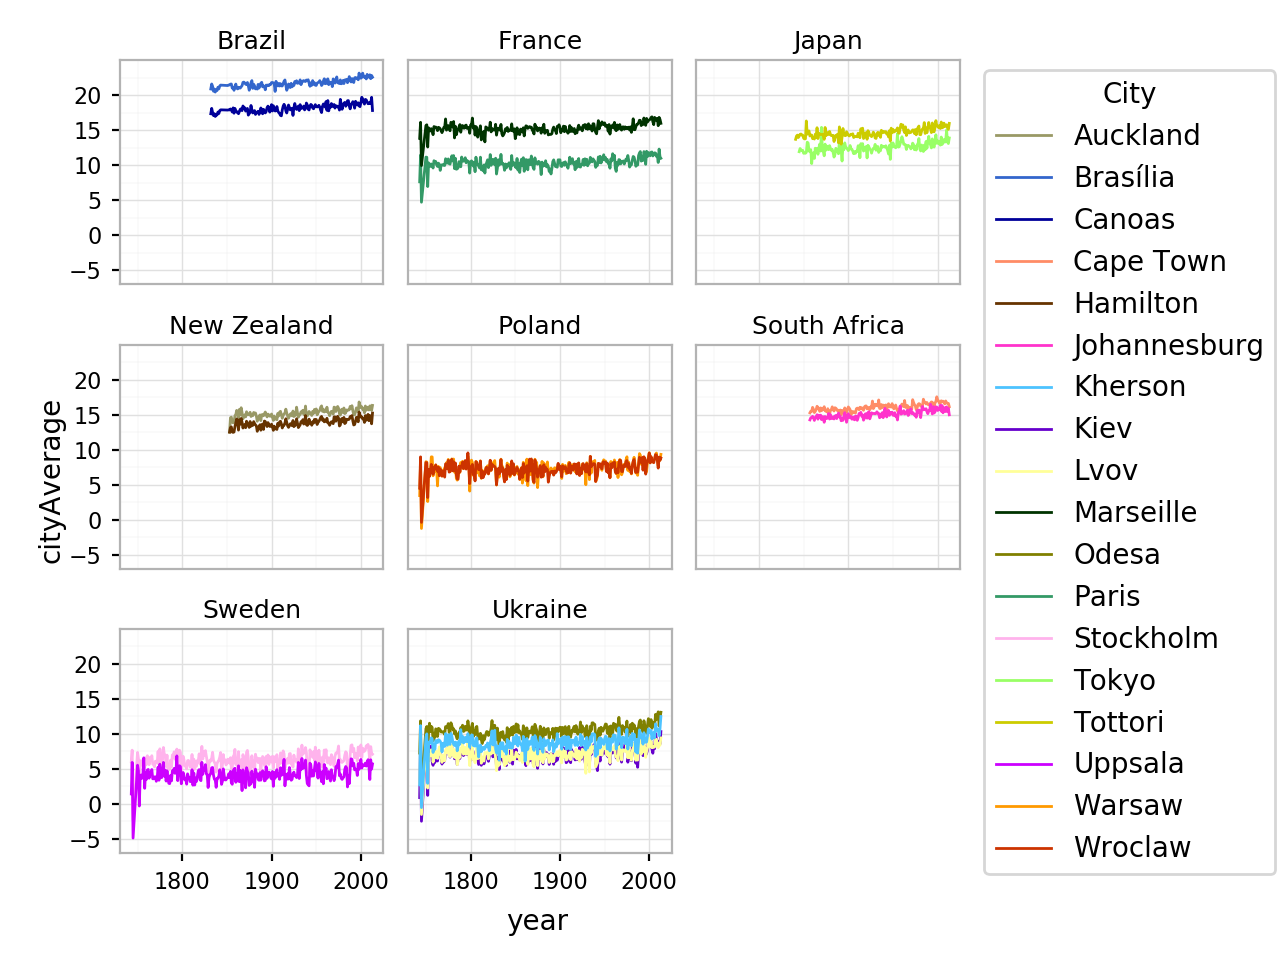 Brazil
France
Japan
20
15
10
5
0
−5
New Zealand
Poland
South Africa
20
15
10
5
0
−5
Sweden
Ukraine
20
15
10
5
0
−5
1800
1900
2000
1800
1900
2000
cityAverage
year
City
Auckland
Brasília
Canoas
Cape Town
Hamilton
Johannesburg
Kherson
Kiev
Lvov
Marseille
Odesa
Paris
Stockholm
Tokyo
Tottori
Uppsala
Warsaw
Wroclaw